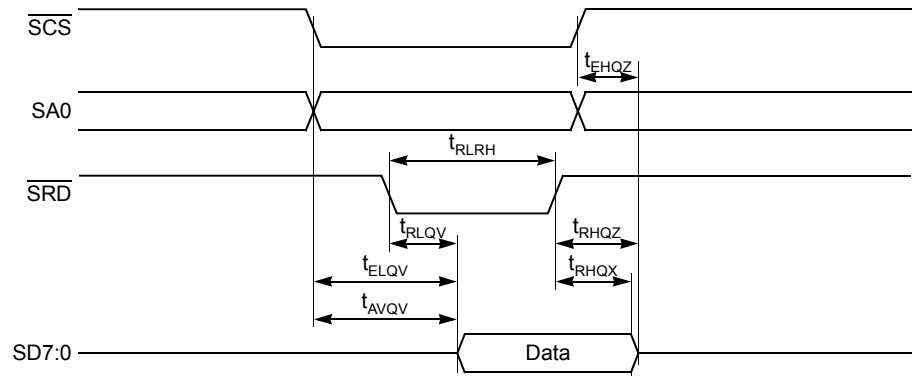 SCS
tEHQZ
SA0
tRLRH
SRD
tRLQV
tRHQZ
tELQV
tRHQX
tAVQV
SD7:0
Data